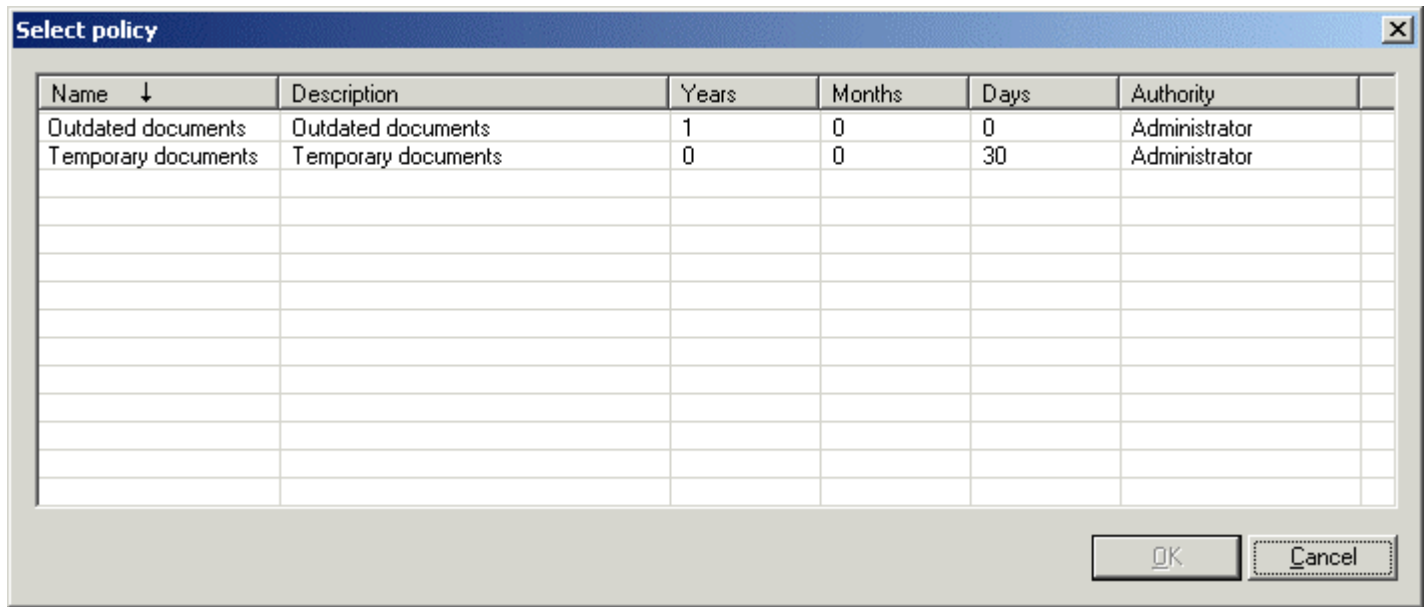 Select policy
Name ↓ Description Years Months Days Authority
Outdated documents Outdated documents 1 0 0 Administrator
Temporary documents Temporary documents 0 0 30 Administrator
OK Cancel